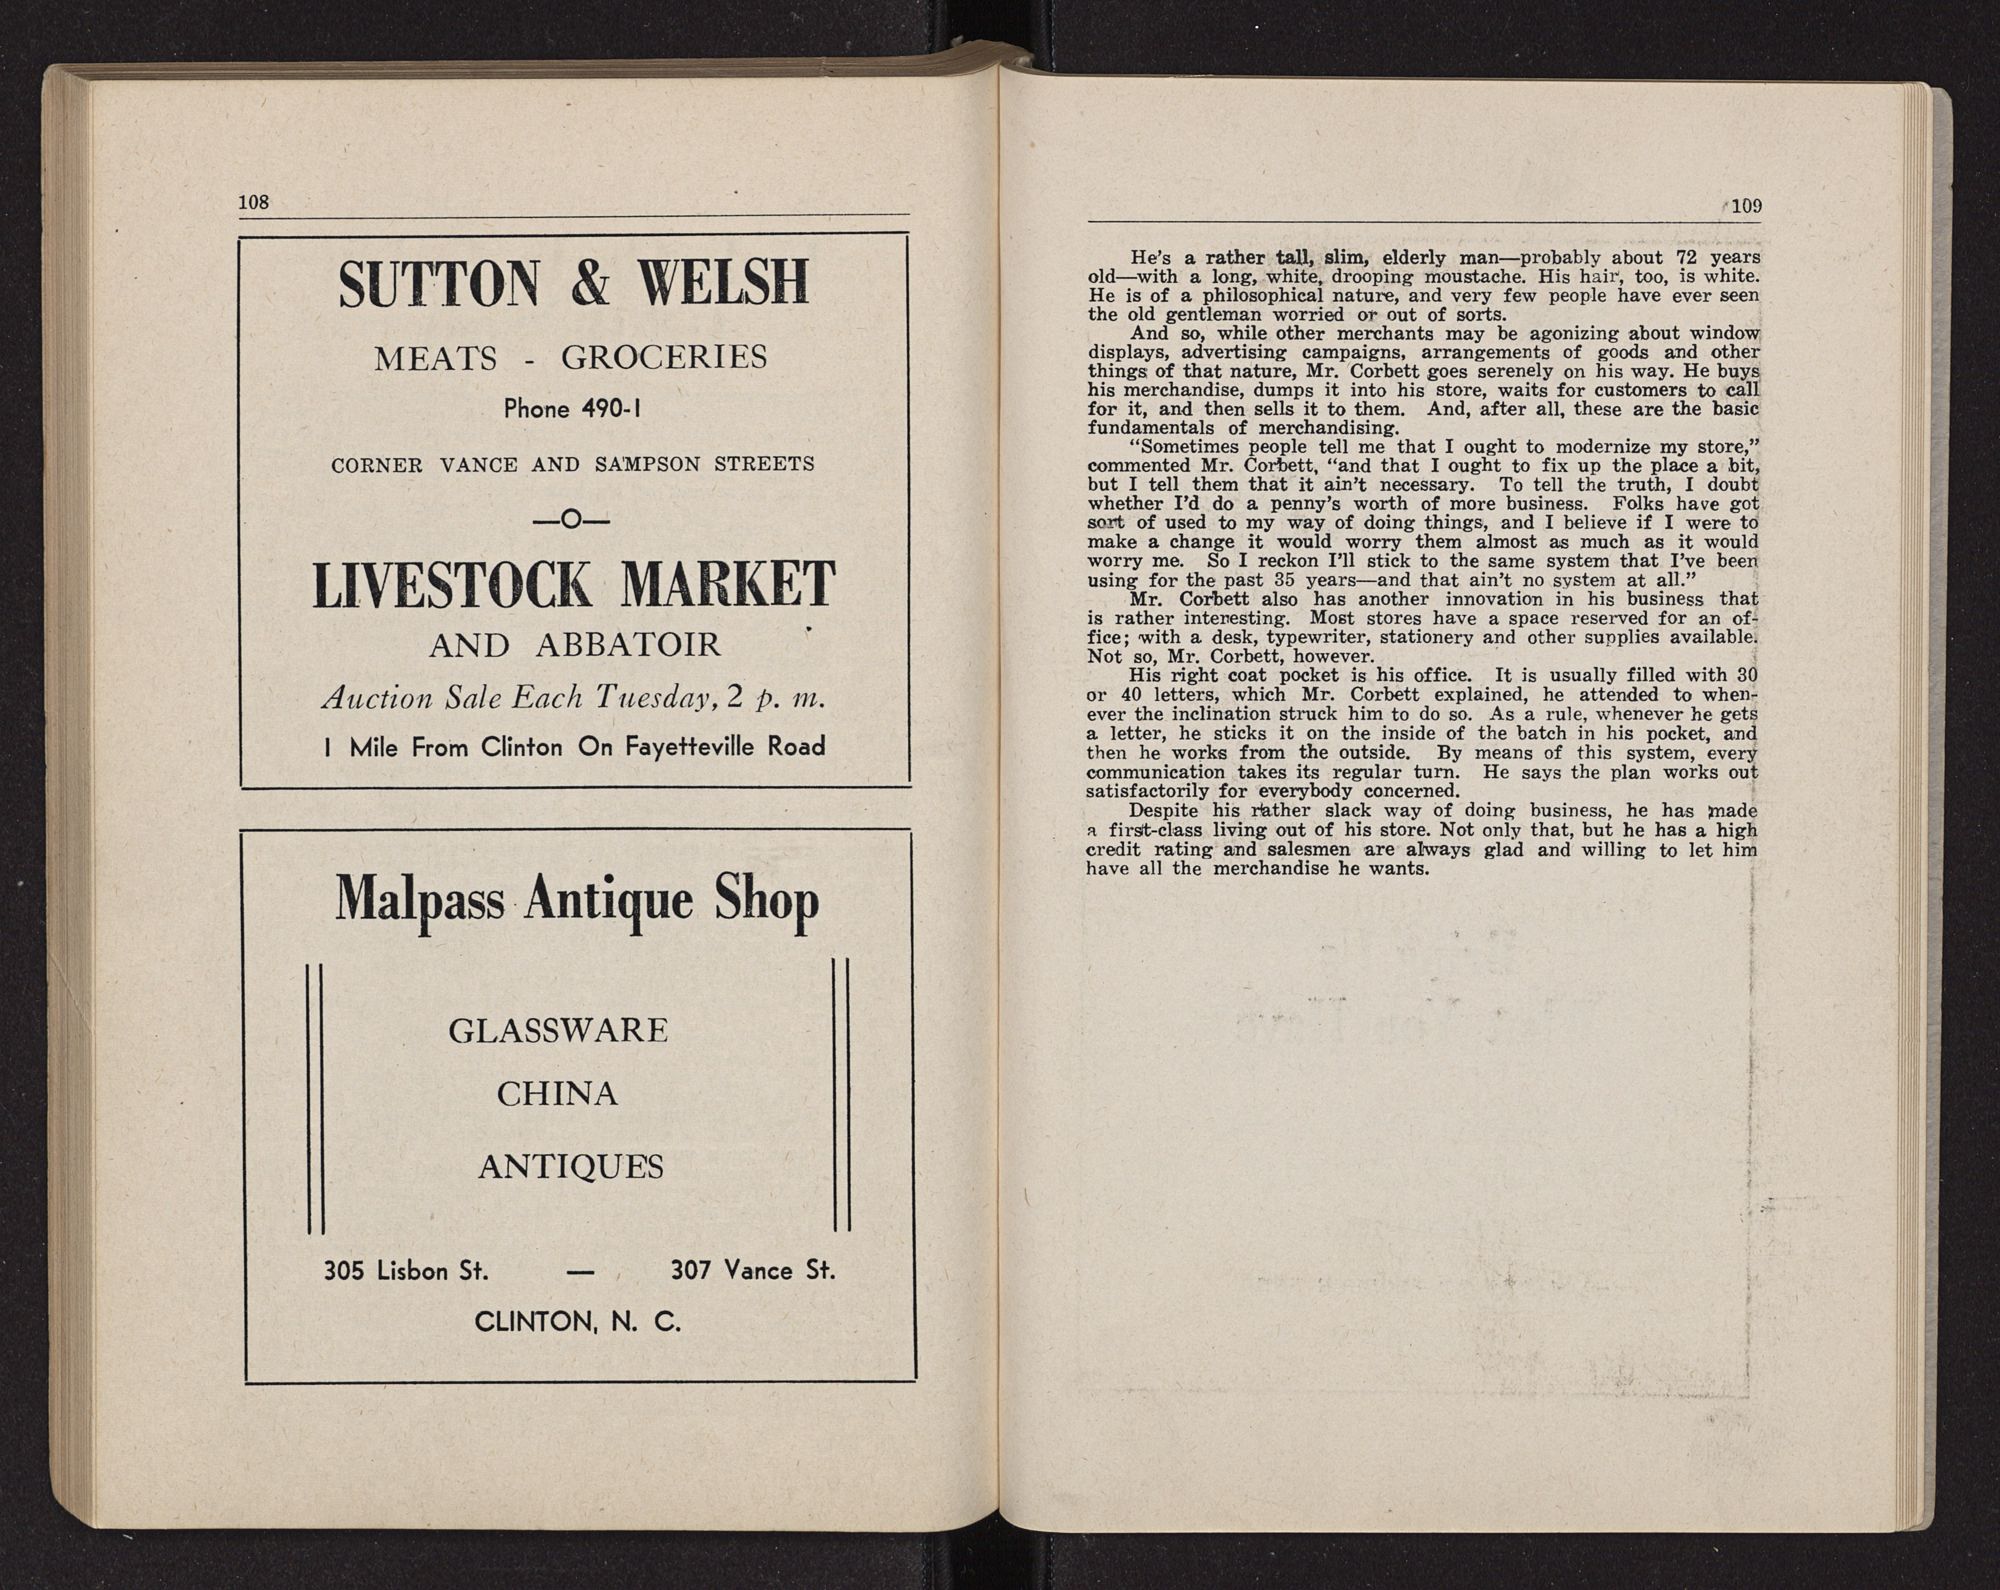 108
SUTTON & WELSH
MEATS - GROCERIES
Phone 490-1
CORNER VANCE AND SAMPSON STREETS
—O—
LIVESTOCK MARKET
AND ABBATOIR
Auction Sale Each Tuesday, 2 p. m.
1 Mile From Clinton On Fayetteville Road
Malpass Antique Shop
GLASSWARE
CHINA
ANTIQUES
305 Lisbon St. — 307 Vance St.
CLINTON, N. C.
109
He's a rather tall, slim, elderly man—probably about 72 years
old—with a long, white, drooping moustache. His hair, too, is white.
He is of a philosophical nature, and very few people have ever seen
the old gentleman worried or out of sorts.
And so, while other merchants may be agonizing about window
displays, advertising campaigns, arrangements of goods and other
things of that nature, Mr. Corbett goes serenely on his way. He buys
his merchandise, dumps it into his store, waits for customers to call
for it, and then sells it to them. And, after all, these are the basic
fundamentals of merchandising.
"Sometimes people tell me that I ought to modernize my store,"
commented Mr. Corbett, "and that I ought to fix up the place a bit,
but I tell them that it ain't necessary. To tell the truth, I doubt
whether I'd do a penny's worth of more business. Folks have got
sort of used to my way of doing things, and I believe if I were to
make a change it would worry them almost as much as it would
worry me. So I reckon I'll stick to the same system that I've been
using for the past 35 years—and that ain't no system at all."
Mr. Corbett also has another innovation in his business that
is rather interesting. Most stores have a space reserved for an of-
fice; with a desk, typewriter, stationery and other supplies available.
Not so, Mr. Corbett, however.
His right coat pocket is his office. It is usually filled with 30
or 40 letters, which Mr. Corbett explained, he attended to when-
ever the inclination struck him to do so. As a rule, whenever he gets
a letter, he sticks it on the inside of the batch in his pocket, and
then he works from the outside. By means of this system, every
communication takes its regular turn. He says the plan works out
satisfactorily for everybody concerned.
Despite his rather slack way of doing business, he has made
a first-class living out of his store. Not only that, but he has a high
credit rating and salesmen are always glad and willing to let him
have all the merchandise he wants.